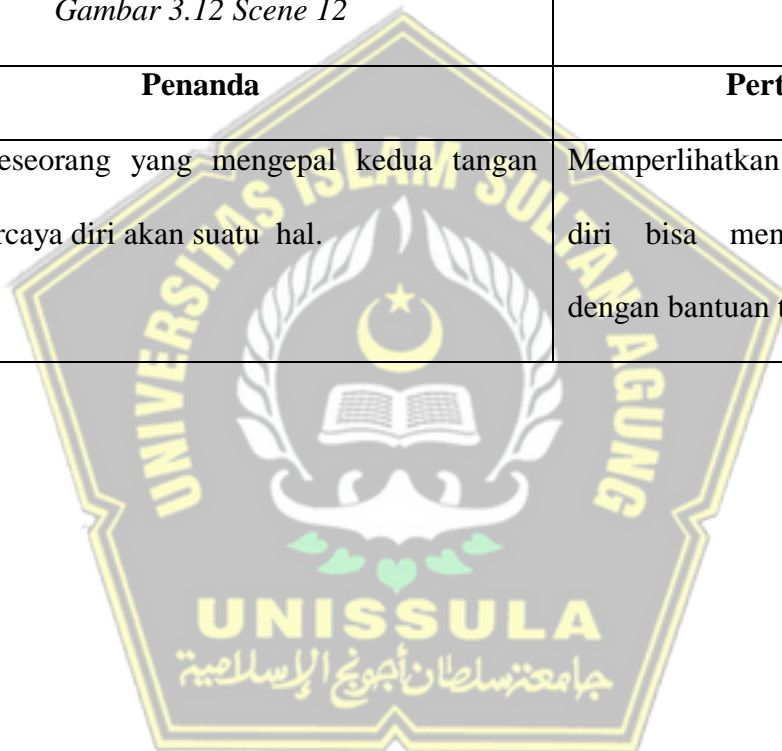 Gambar 3.12 Scene 12
Penanda
Pert
eseorang yang mengepal kedua tangan
rcaya diri akan suatu hal.
Memperlihatkan
diri bisa men
dengan bantuan t
UNIVERSITAS ISLAM SULTAN AGUNG
UNISSULA
جامعة سلطان أجونج الإسلامية